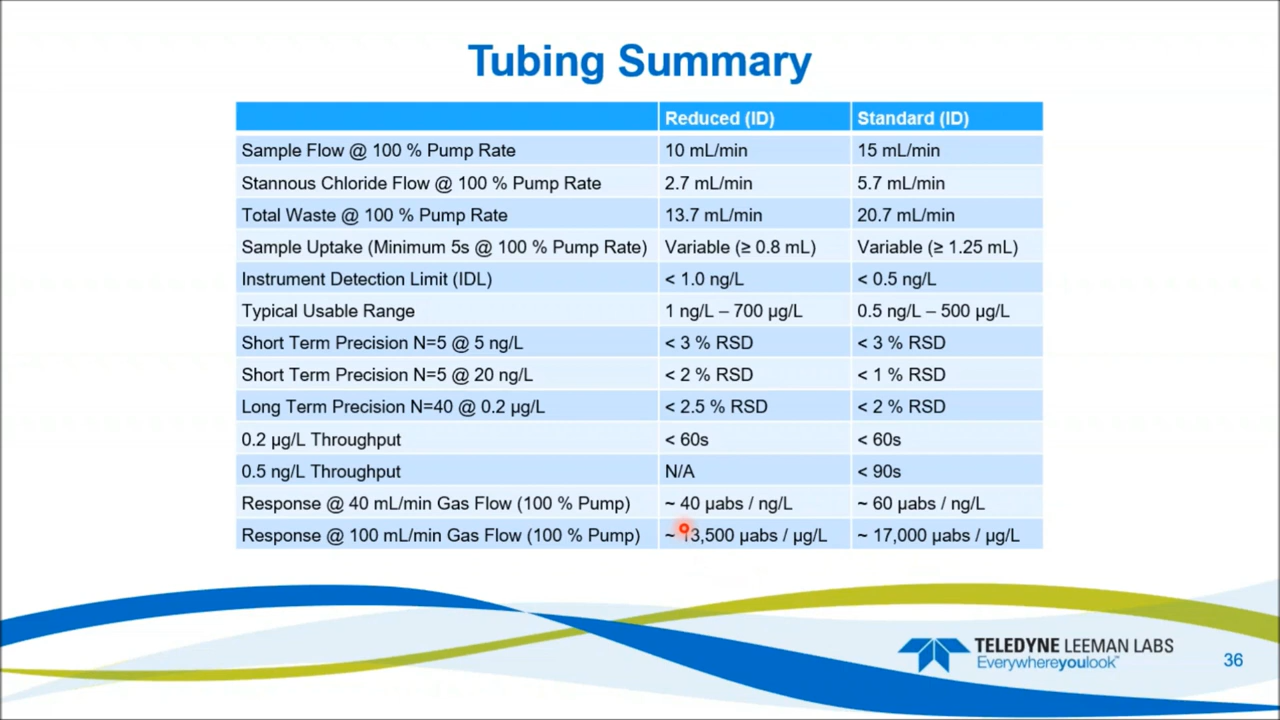 Tubing Summary
Reduced (ID) Standard (ID)
Sample Flow @ 100 % Pump Rate 10 mL/min 15 mL/min
Stannous Chloride Flow @ 100 % Pump Rate 2.7 mL/min 5.7 mL/min
Total Waste @ 100 % Pump Rate 13.7 mL/min 20.7 mL/min
Sample Uptake (Minimum 5s @ 100 % Pump Rate) Variable (≥ 0.8 mL) Variable (≥ 1.25 mL)
Instrument Detection Limit (IDL) < 1.0 ng/L < 0.5 ng/L
Typical Usable Range 1 ng/L – 700 µg/L 0.5 ng/L – 500 µg/L
Short Term Precision N=5 @ 5 ng/L < 3 % RSD < 3 % RSD
Short Term Precision N=5 @ 20 ng/L < 2 % RSD < 1 % RSD
Long Term Precision N=40 @ 0.2 µg/L < 2.5 % RSD < 2 % RSD
0.2 µg/L Throughput < 60s < 60s
0.5 ng/L Throughput N/A < 90s
Response @ 40 mL/min Gas Flow (100 % Pump) ~ 40 µabs / ng/L ~ 60 µabs / ng/L
Response @ 100 mL/min Gas Flow (100 % Pump) ~ 13,500 µabs / µg/L ~ 17,000 µabs / µg/L
TELEDYNE LEEMAN LABS
Everywhereyoulook™
36